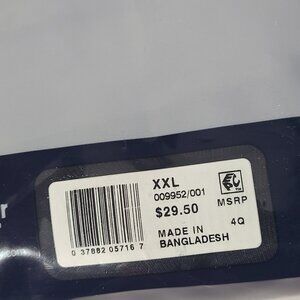 XXL
009952/001
$29.50
MSRP
4Q
MADE IN
BANGLADESH
0 37882 05716 7
r